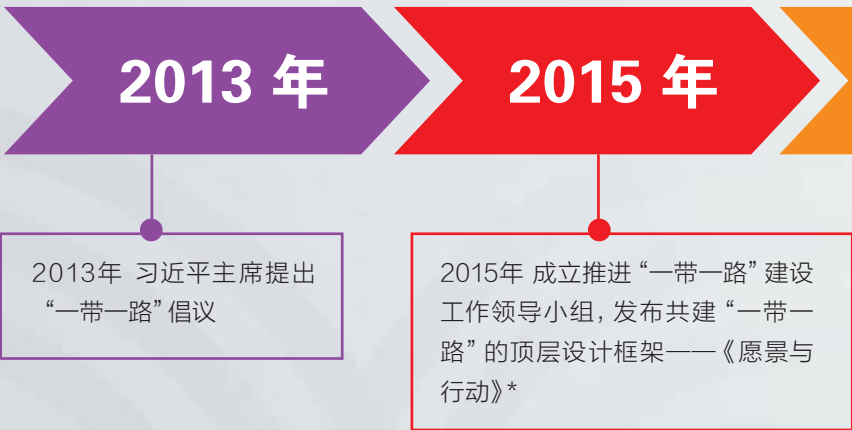 2013 年
2015 年
2013年 习近平主席提出
“一带一路”倡议
2015年 成立推进“一带一路”建设
工作领导小组，发布共建“一带一
路”的顶层设计框架——《愿景与
行动》*